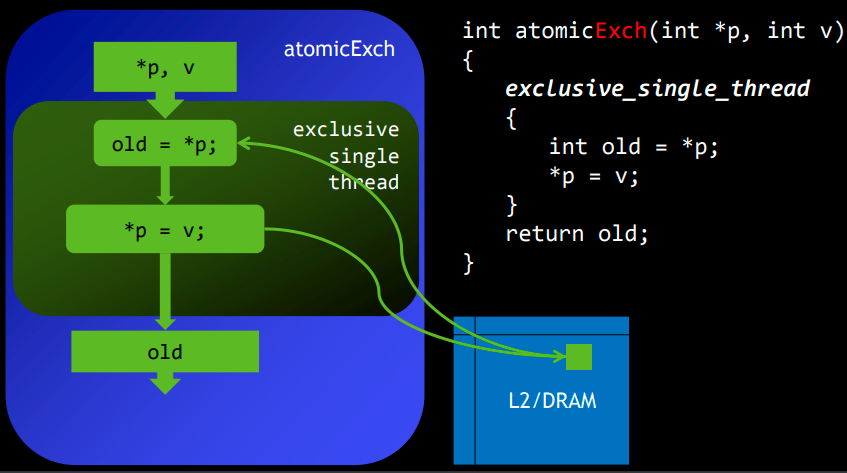 atomicExch
*p, v
exclusive
single
thread
old = *p;
*p = v;
old
int atomicExch(int *p, int v)
{
exclusive_single_thread
{
int old = *p;
*p = v;
}
return old;
}
L2/DRAM